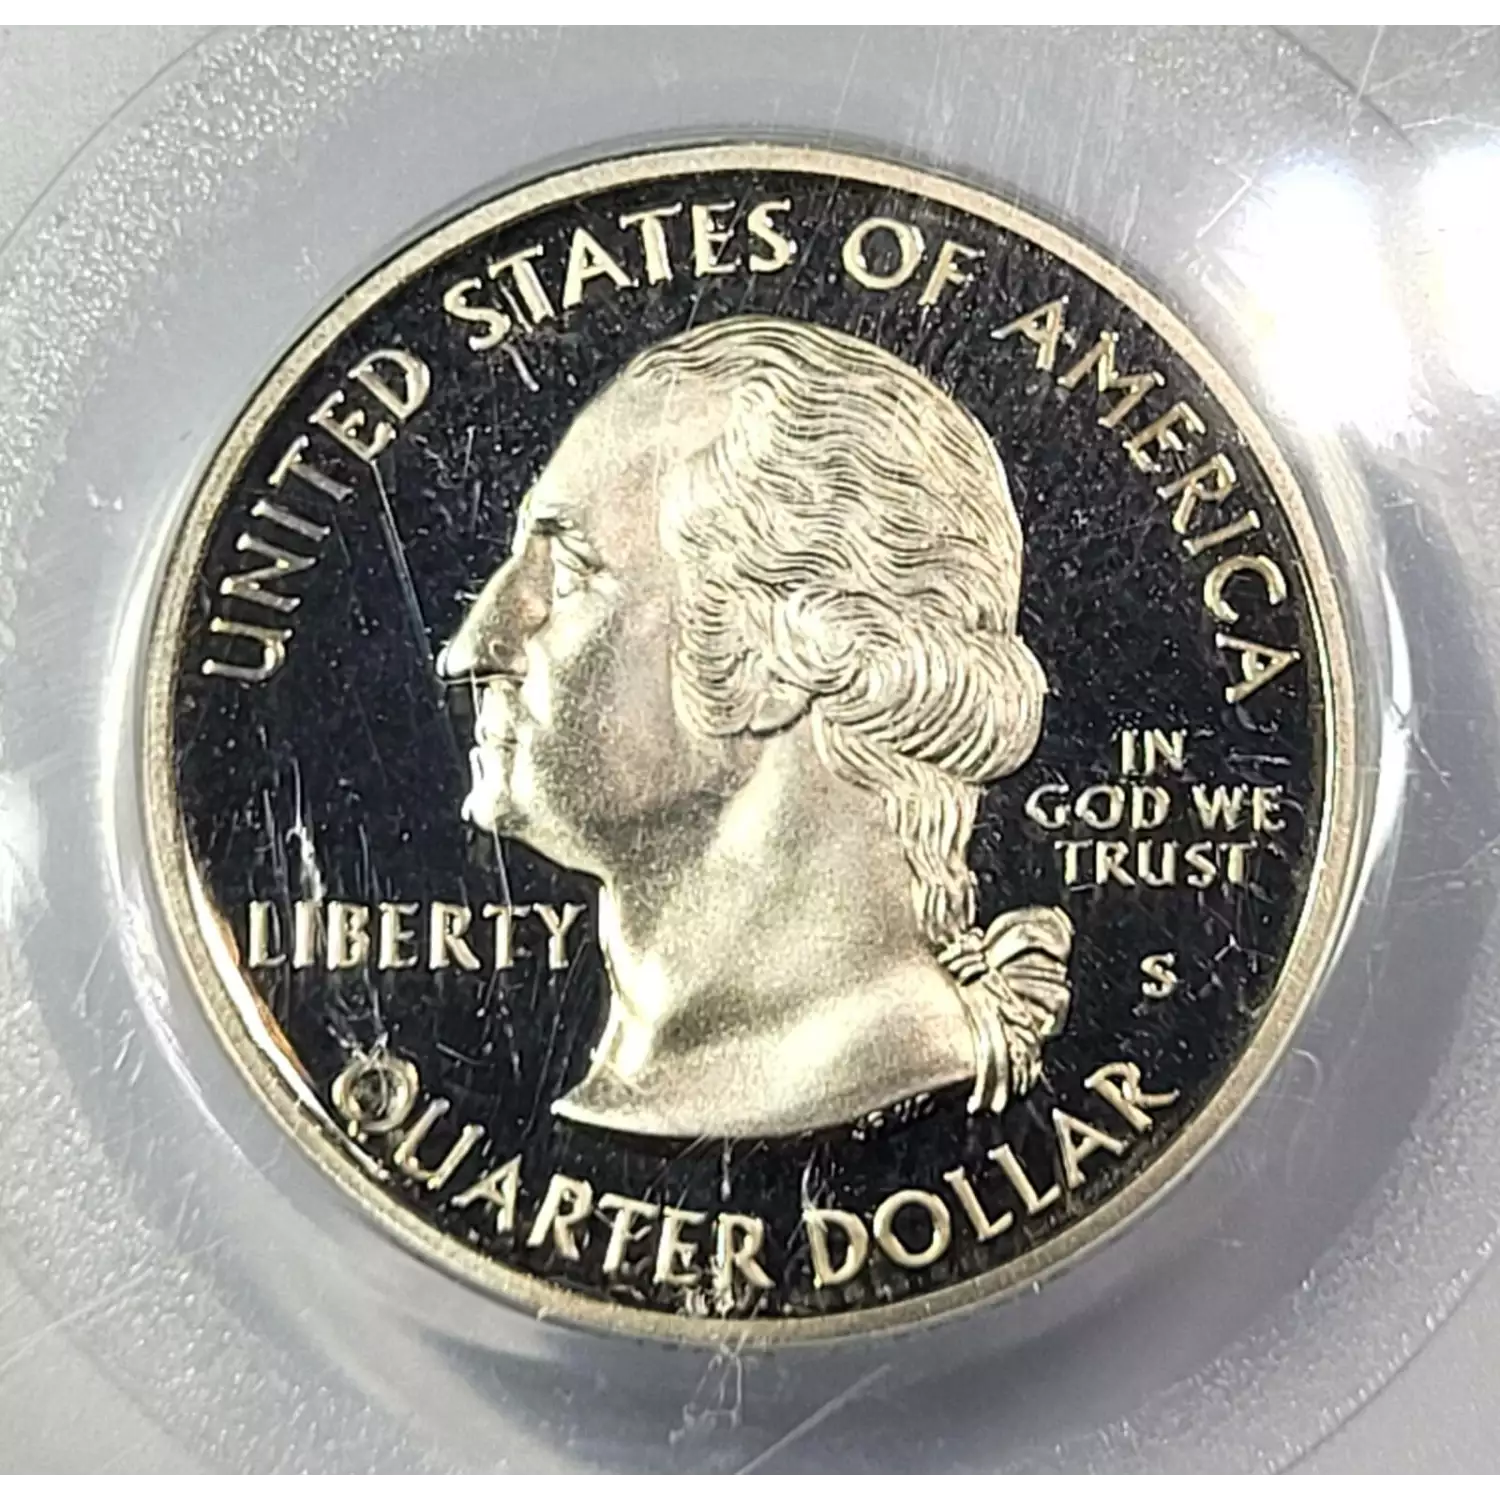 UNITED STATES OF AMERICA
LIBERTY
IN
GOD WE
TRUST
S
QUARTER DOLLAR